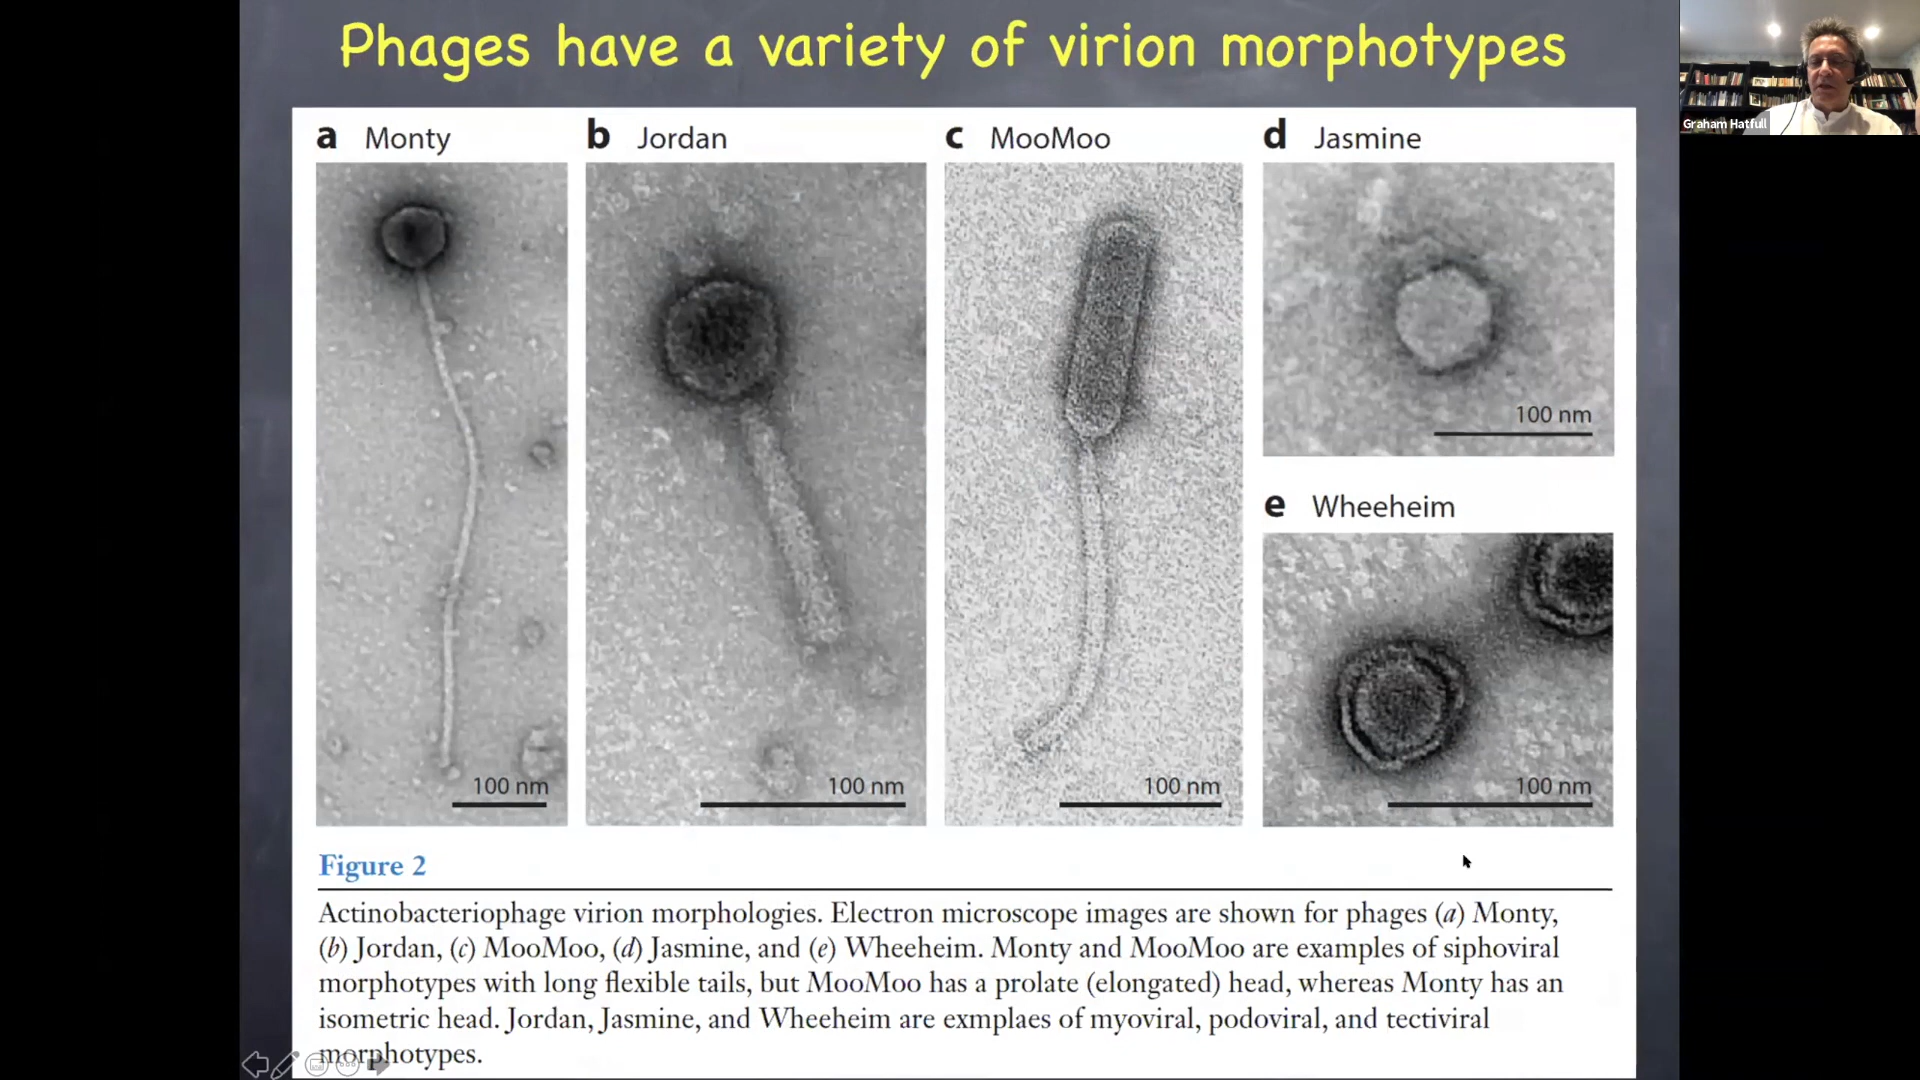 Phages have a variety of virion morphotypes
Graham Hatfull
a Monty
b Jordan
c MooMoo
d Jasmine
100 nm
e Wheeheim
100 nm
100 nm
100 nm
100 nm
Figure 2
Actinobacteriophage virion morphologies. Electron microscope images are shown for phages (a) Monty,
(b) Jordan, (c) MooMoo, (d) Jasmine, and (e) Wheeheim. Monty and MooMoo are examples of siphoviral
morphotypes with long flexible tails, but MooMoo has a prolate (elongated) head, whereas Monty has an
isometric head. Jordan, Jasmine, and Wheeheim are exmplaes of myoviral, podoviral, and tectiviral
morphotypes.